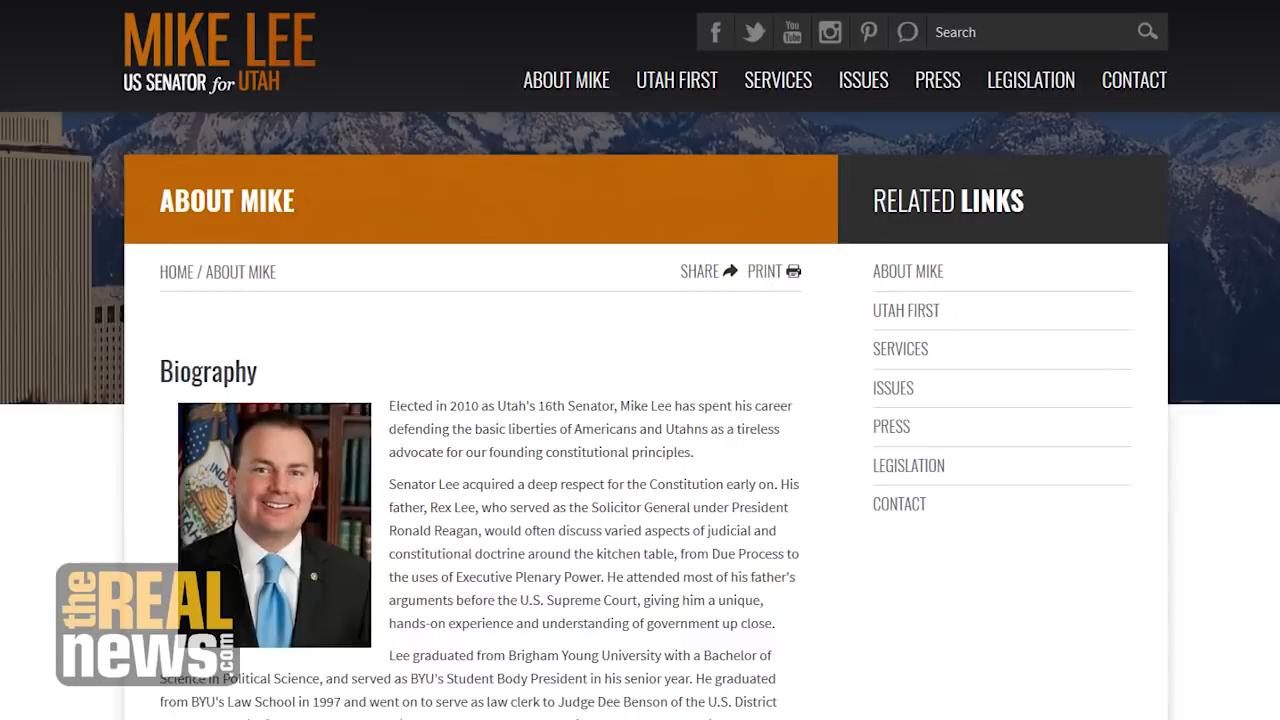 MIKE LEE
US SENATOR for UTAH
f
You
Tube
Search
ABOUT MIKE
UTAH FIRST
SERVICES
ISSUES
PRESS
LEGISLATION
CONTACT
ABOUT MIKE
RELATED LINKS
HOME / ABOUT MIKE
SHARE
PRINT
ABOUT MIKE
UTAH FIRST
SERVICES
ISSUES
PRESS
LEGISLATION
CONTACT
Biography
Elected in 2010 as Utah's 16th Senator, Mike Lee has spent his career
defending the basic liberties of Americans and Utahns as a tireless
advocate for our founding constitutional principles.
Senator Lee acquired a deep respect for the Constitution early on. His
father, Rex Lee, who served as the Solicitor General under President
Ronald Reagan, would often discuss varied aspects of judicial and
constitutional doctrine around the kitchen table, from Due Process to
the uses of Executive Plenary Power. He attended most of his father's
arguments before the U.S. Supreme Court, giving him a unique,
hands-on experience and understanding of government up close.
Lee graduated from Brigham Young University with a Bachelor of
Science in Political Science, and served as BYU's Student Body President in his senior year. He graduated
from BYU's Law School in 1997 and went on to serve as law clerk to Judge Dee Benson of the U.S. District
the REAL
news.com